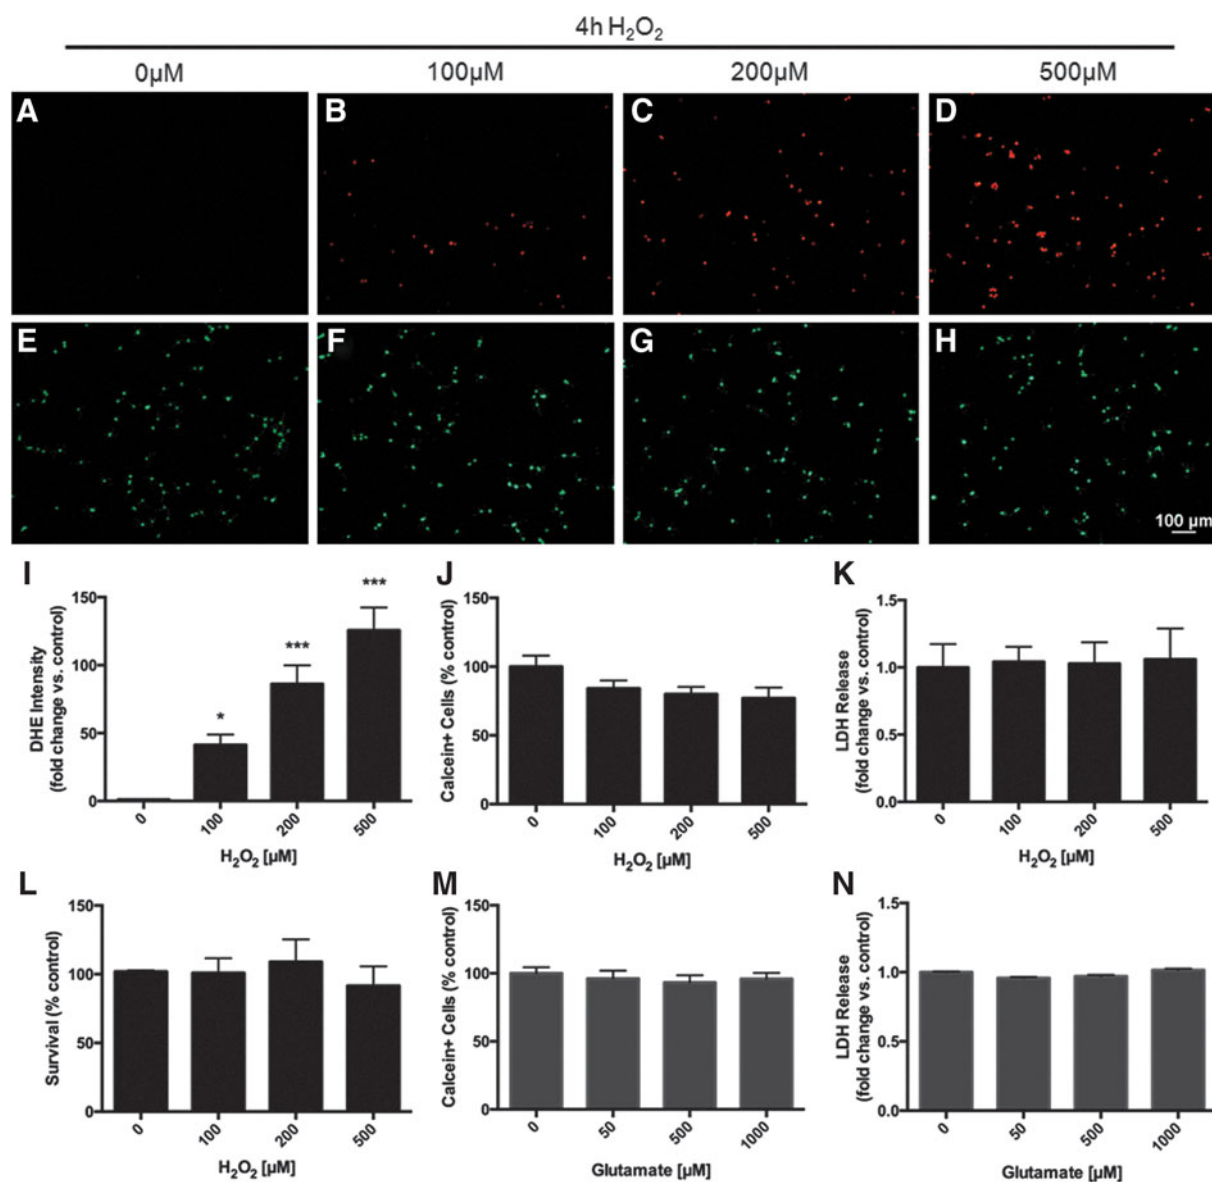 4h H₂O₂
0µM 100µM 200µM 500µM
A B C D
E F G H
100 µm
I J K
DHE Intensity
(fold change vs. control)
150
100
50
0
***
***
*
0 100 200 500
H₂O₂ [µM]
Calcein+ Cells (% control)
150
100
50
0
0 100 200 500
H₂O₂ [µM]
LDH Release
(fold change vs. control)
1.5
1.0
0.5
0.0
0 100 200 500
H₂O₂ [µM]
L M N
Survival (% control)
150
100
50
0
0 100 200 500
H₂O₂ [µM]
Calcein+ Cells (% control)
150
100
50
0
0 50 500 1000
Glutamate [µM]
LDH Release
(fold change vs. control)
1.5
1.0
0.5
0.0
0 50 500 1000
Glutamate [µM]